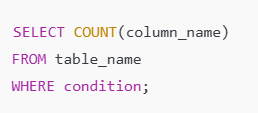 SELECT COUNT(column_name)
FROM table_name
WHERE condition;